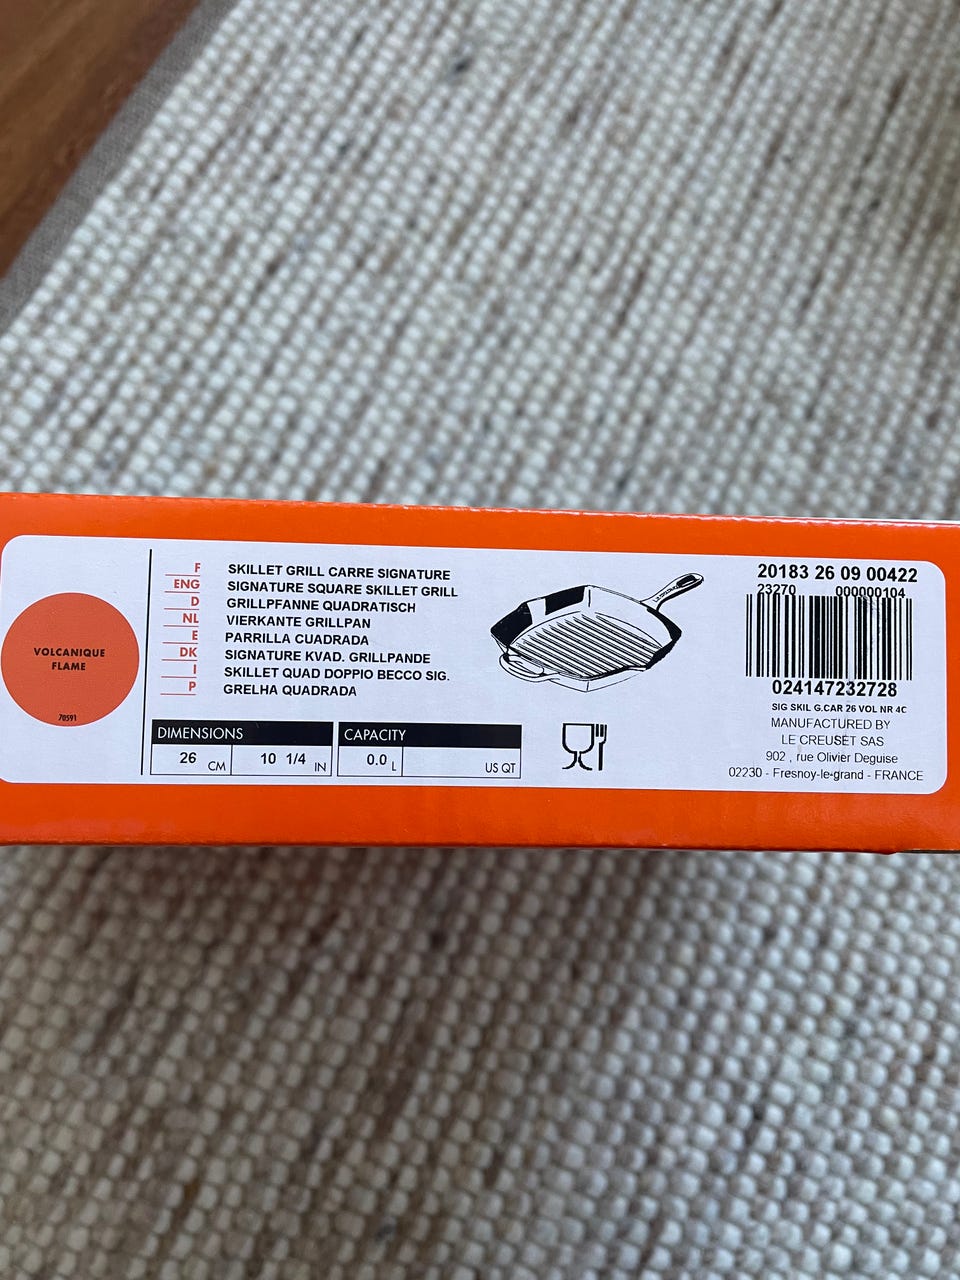 VOLCANIQUE
FLAME
70591
F SKILLET GRILL CARRE SIGNATURE
ENG SIGNATURE SQUARE SKILLET GRILL
D GRILLPFANNE QUADRATISCH
NL VIERKANTE GRILLPAN
E PARRILLA CUADRADA
DK SIGNATURE KVAD. GRILLPANDE
I SKILLET QUAD DOPPIO BECCO SIG.
P GRELHA QUADRADA
DIMENSIONS
26 CM 10 1/4 IN
CAPACITY
0.0 L US QT
20183 26 09 00422
23270 000000104
024147232728
SIG SKIL G.CAR 26 VOL NR 4C
MANUFACTURED BY
LE CREUSET SAS
902 , rue Olivier Deguise
02230 - Fresnoy-le-grand - FRANCE